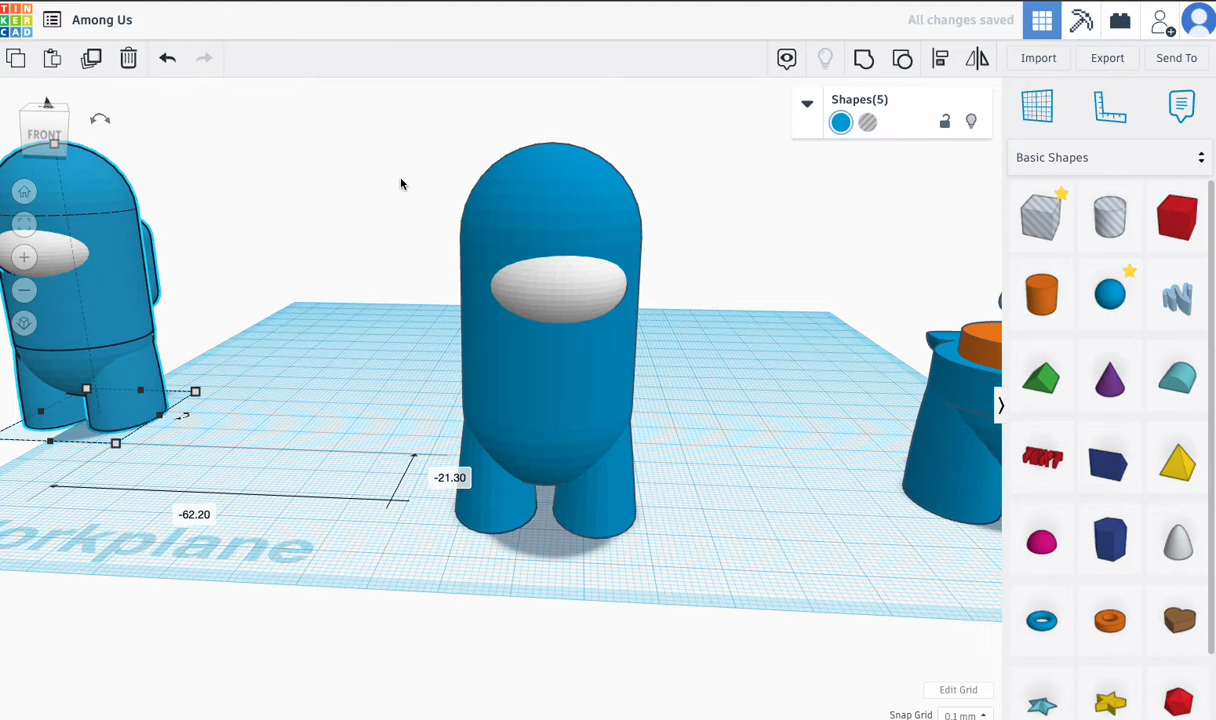 TIN
KER
CAD
Among Us
All changes saved
Import
Export
Send To
Shapes(5)
FRONT
Basic Shapes
TEXT
-21.30
-62.20
orkplane
Edit Grid
Snap Grid
0.1 mm